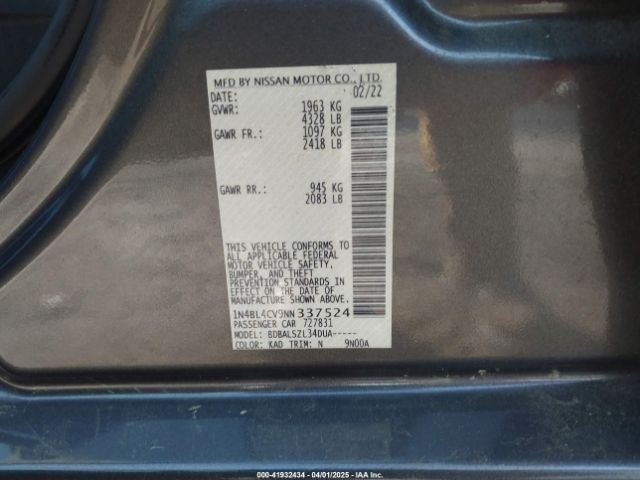 MFD BY NISSAN MOTOR CO., LTD.
DATE: 02/22
GVWR: 1963 KG
4328 LB
GAWR FR.: 1097 KG
2418 LB
GAWR RR.: 945 KG
2083 LB
THIS VEHICLE CONFORMS TO
ALL APPLICABLE FEDERAL
MOTOR VEHICLE SAFETY,
BUMPER, AND THEFT
PREVENTION STANDARDS
IN EFFECT ON THE DATE OF
MANUFACTURE SHOWN ABOVE.
1N4BL4CV9NN337524
PASSENGER CAR 727831
MODEL: BDBALSZL34DUA-----
COLOR: KAD TRIM: N 9N00A
000-41932434 - 04/01/2025 - IAA Inc.